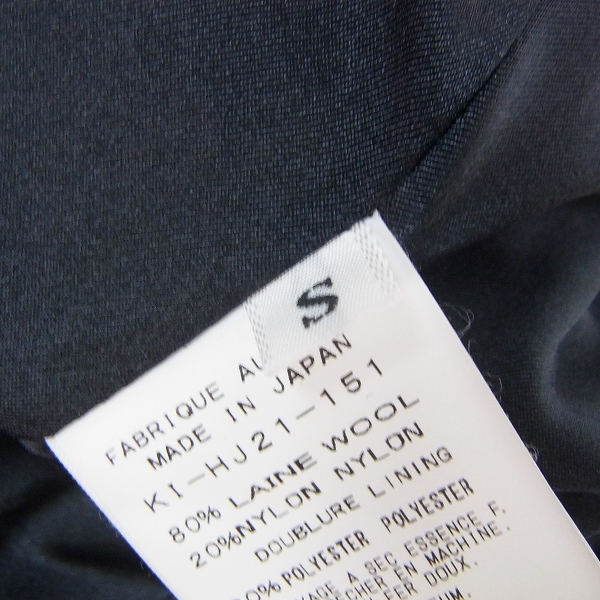 S
FABRIQUE AU
MADE IN JAPAN
KI-HJ21-151
80% LAINE WOOL
20%NYLON NYLON
DOUBLURE LINING
POLYESTER POLYESTER
A SEC ESSENCE F.
EN MACHINE.
DOUX.